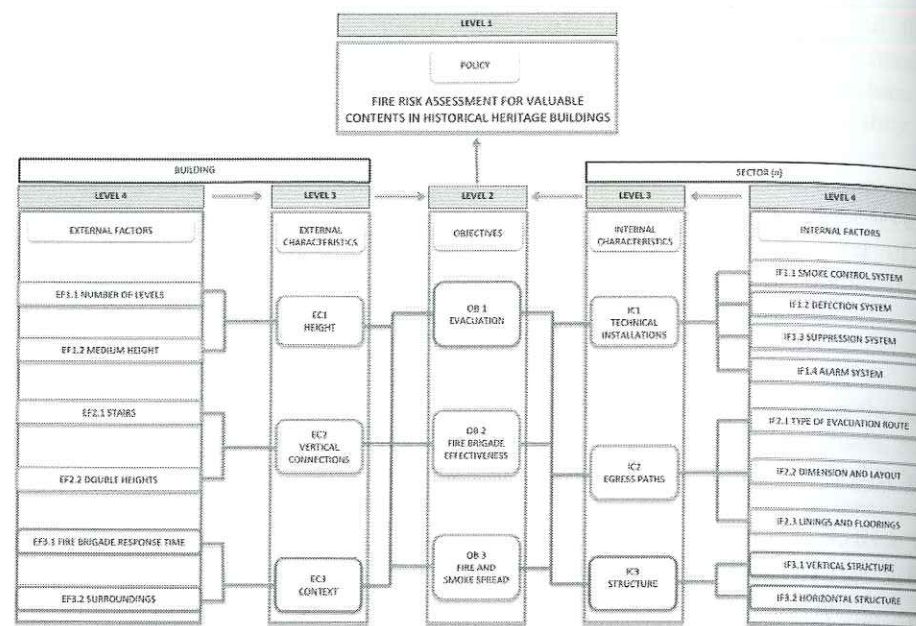 LEVEL 1
POLICY
FIRE RISK ASSESSMENT FOR VALUABLE
CONTENTS IN HISTORICAL HERITAGE BUILDINGS
BUILDING
SECTOR (n)
LEVEL 4
LEVEL 3
LEVEL 2
LEVEL 3
LEVEL 4
EXTERNAL FACTORS
EXTERNAL
CHARACTERISTICS
OBJECTIVES
INTERNAL
CHARACTERISTICS
INTERNAL FACTORS
EF1.1 NUMBER OF LEVELS
EF1.2 MEDIUM HEIGHT
EF2.1 STAIRS
EF2.2 DOUBLE HEIGHTS
EF3.1 FIRE BRIGADE RESPONSE TIME
EF3.2 SURROUNDINGS
EC1
HEIGHT
EC2
VERTICAL
CONNECTIONS
EC3
CONTEXT
OB 1
EVACUATION
OB 2
FIRE BRIGADE
EFFECTIVENESS
OB 3
FIRE AND
SMOKE SPREAD
IC1
TECHNICAL
INSTALLATIONS
IC2
EGRESS PATHS
IC3
STRUCTURE
IF1.1 SMOKE CONTROL SYSTEM
IF1.2 DETECTION SYSTEM
IF1.3 SUPPRESSION SYSTEM
IF1.4 ALARM SYSTEM
IF2.1 TYPE OF EVACUATION ROUTE
IF2.2 DIMENSION AND LAYOUT
IF2.3 LININGS AND FLOORINGS
IF3.1 VERTICAL STRUCTURE
IF3.2 HORIZONTAL STRUCTURE